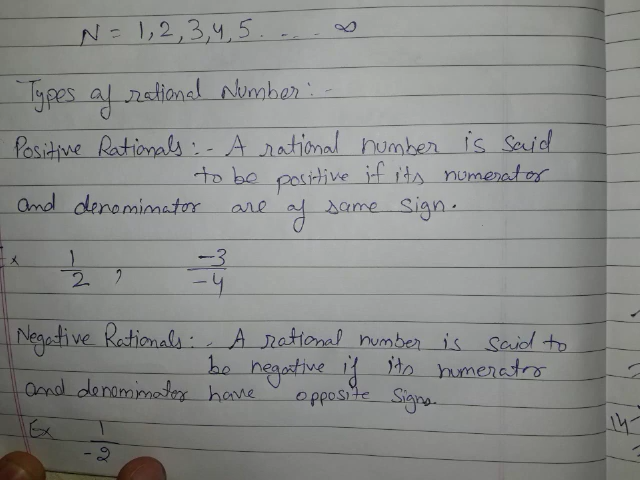 N = 1, 2, 3, 4, 5 . . . . . ∞
Types of rational Number : -
Positive Rationals : - A rational number is said
to be positive if its numerator
and denominator are of same sign.
x 1/2 , -3/-4
Negative Rationals : - A rational number is said to
be negative if its numerator
and denominator have opposite signs
Ex 1/-2
14